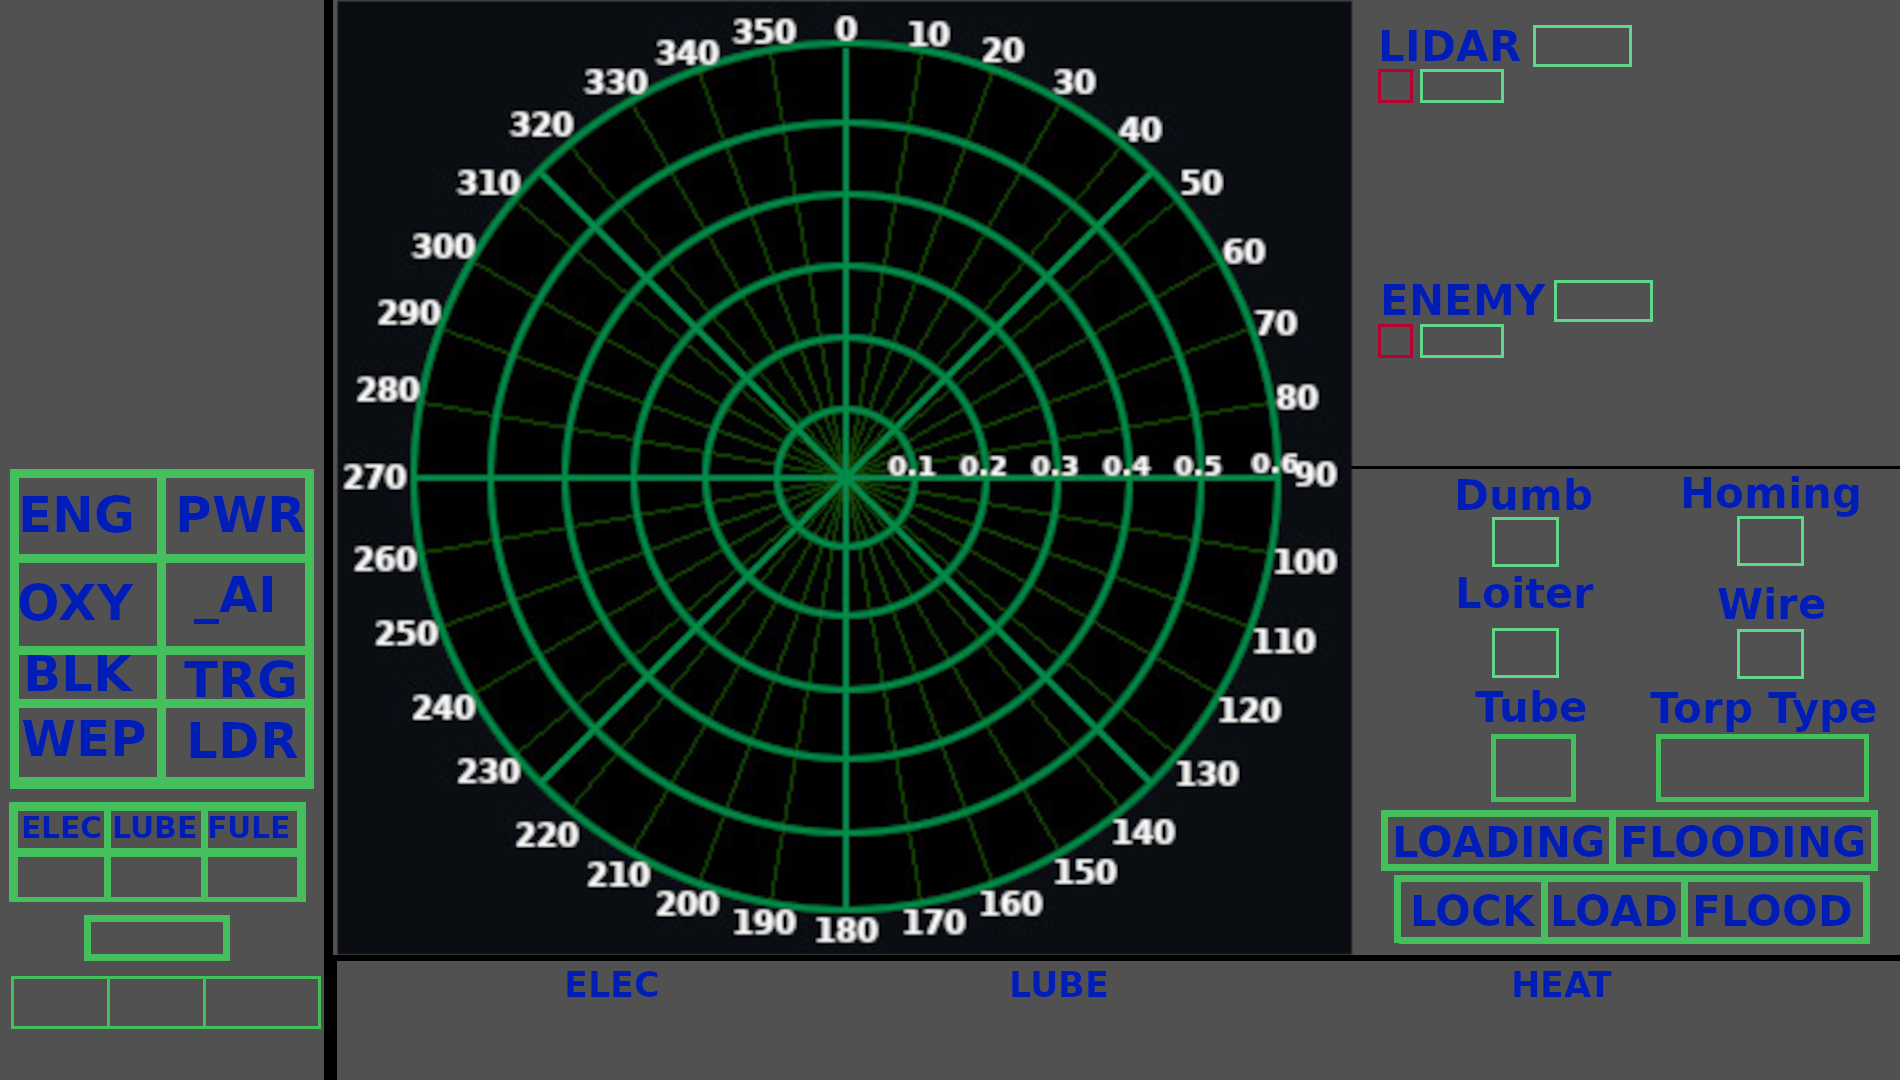 350 0 10
340 20
330 30
320 40
310 50
300 60
290 70
280 80
270 0.1 0.2 0.3 0.4 0.5 0.6 90
260 100
250 110
240 120
230 130
220 140
210 150
200 160
190 180 170
LIDAR
ENEMY
ENG PWR
OXY _AI
BLK TRG
WEP LDR
ELEC LUBE FULE
Dumb Homing
Loiter Wire
Tube Torp Type
LOADING FLOODING
LOCK LOAD FLOOD
ELEC LUBE HEAT